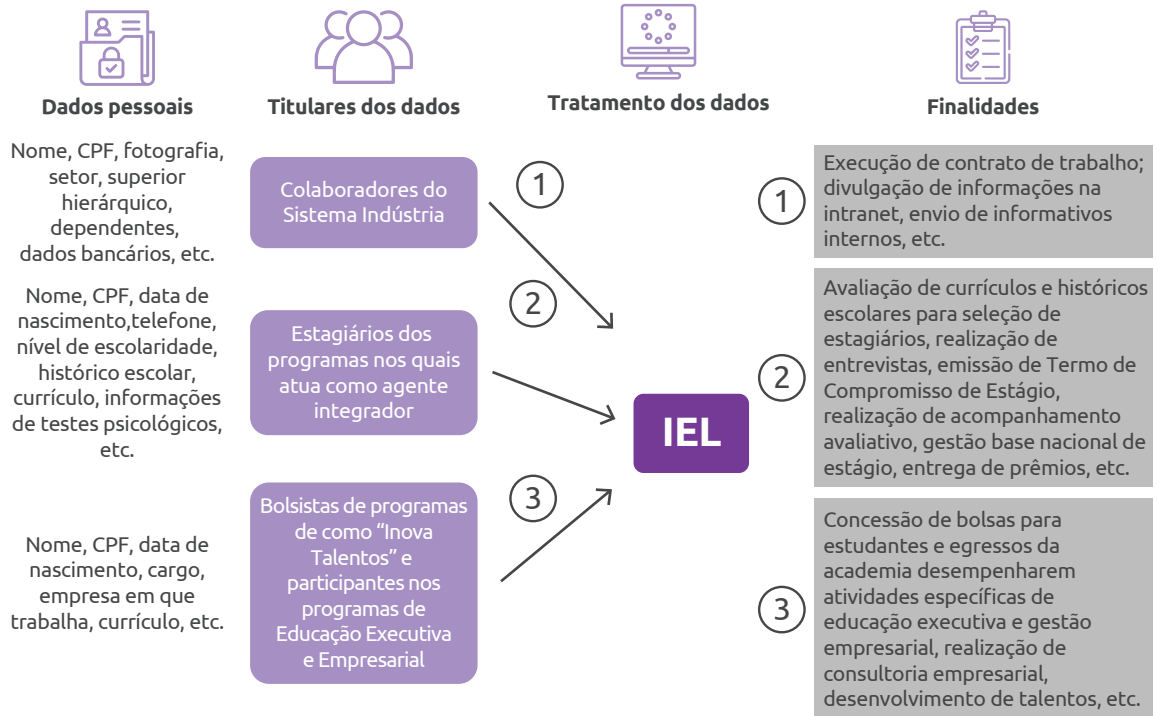 Dados pessoais
Titulares dos dados
Tratamento dos dados
Finalidades
Nome, CPF, fotografia,
setor, superior
hierárquico,
dependentes,
dados bancários, etc.
Colaboradores do
Sistema Indústria
1
1
Execução de contrato de trabalho;
divulgação de informações na
intranet, envio de informativos
internos, etc.
Nome, CPF, data de
nascimento,telefone,
nível de escolaridade,
histórico escolar,
currículo, informações
de testes psicológicos,
etc.
Estagiários dos
programas nos quais
atua como agente
integrador
2
IEL
2
Avaliação de currículos e históricos
escolares para seleção de
estagiários, realização de
entrevistas, emissão de Termo de
Compromisso de Estágio,
realização de acompanhamento
avaliativo, gestão base nacional de
estágio, entrega de prêmios, etc.
Nome, CPF, data de
nascimento, cargo,
empresa em que
trabalha, currículo, etc.
Bolsistas de programas
de como “Inova
Talentos” e
participantes nos
programas de
Educação Executiva
e Empresarial
3
3
Concessão de bolsas para
estudantes e egressos da
academia desempenharem
atividades específicas de
educação executiva e gestão
empresarial, realização de
consultoria empresarial,
desenvolvimento de talentos, etc.